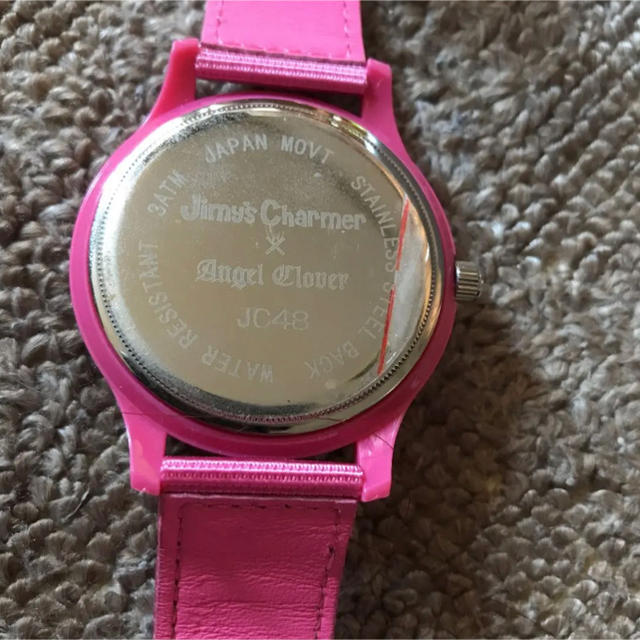 WATER RESISTANT 3ATM JAPAN MOVT STAINLESS STEEL BACK
Jimy's Charmer
×
Angel Clover
JC48